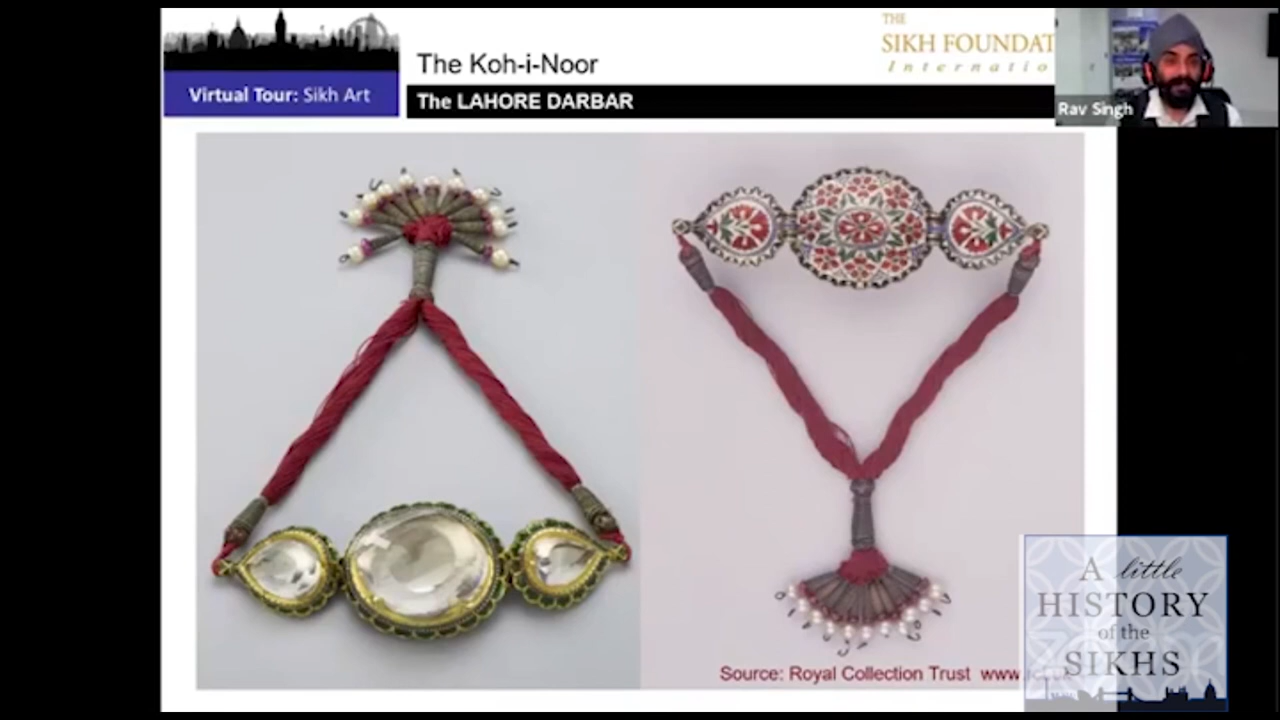 Virtual Tour: Sikh Art
The Koh-i-Noor
The LAHORE DARBAR
THE
SIKH FOUNDAT
Internatio
Rav Singh
Source: Royal Collection Trust www.
A little
HISTORY
of the
SIKHS